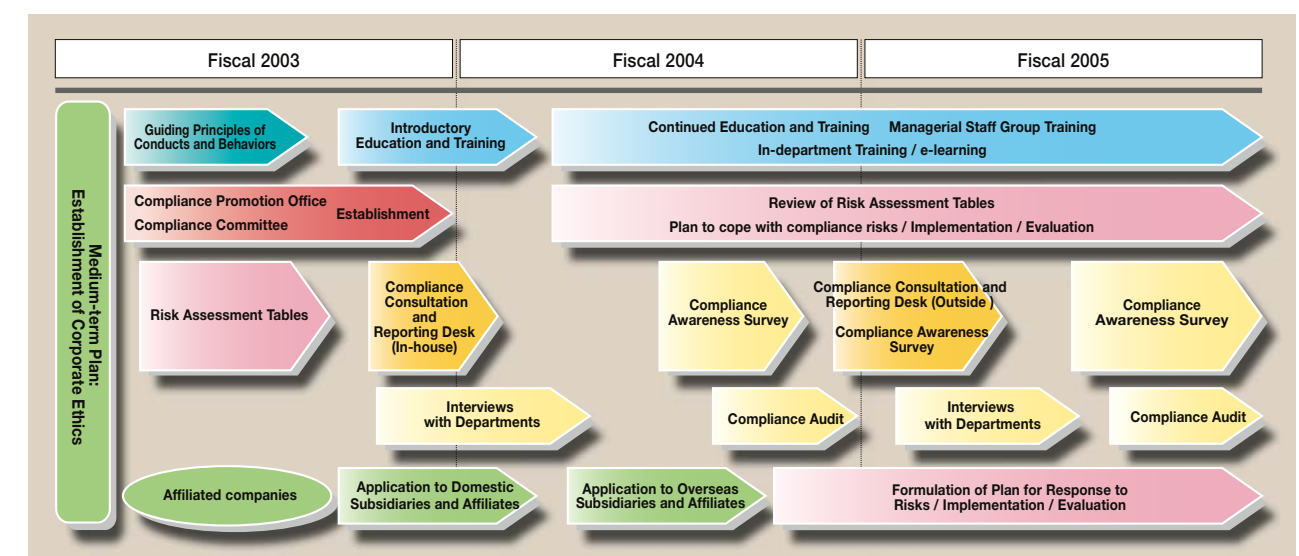 Fiscal 2003
Fiscal 2004
Fiscal 2005
Medium-term Plan:
Establishment of Corporate Ethics
Guiding Principles of
Conducts and Behaviors
Introductory
Education and Training
Continued Education and Training Managerial Staff Group Training
In-department Training / e-learning
Compliance Promotion Office
Compliance Committee
Establishment
Review of Risk Assessment Tables
Plan to cope with compliance risks / Implementation / Evaluation
Risk Assessment Tables
Compliance
Consultation
and
Reporting Desk
(In-house)
Compliance
Awareness Survey
Compliance Consultation and
Reporting Desk (Outside )
Compliance Awareness
Survey
Compliance
Awareness Survey
Interviews
with Departments
Compliance Audit
Interviews
with Departments
Compliance Audit
Affiliated companies
Application to Domestic
Subsidiaries and Affiliates
Application to Overseas
Subsidiaries and Affiliates
Formulation of Plan for Response to
Risks / Implementation / Evaluation